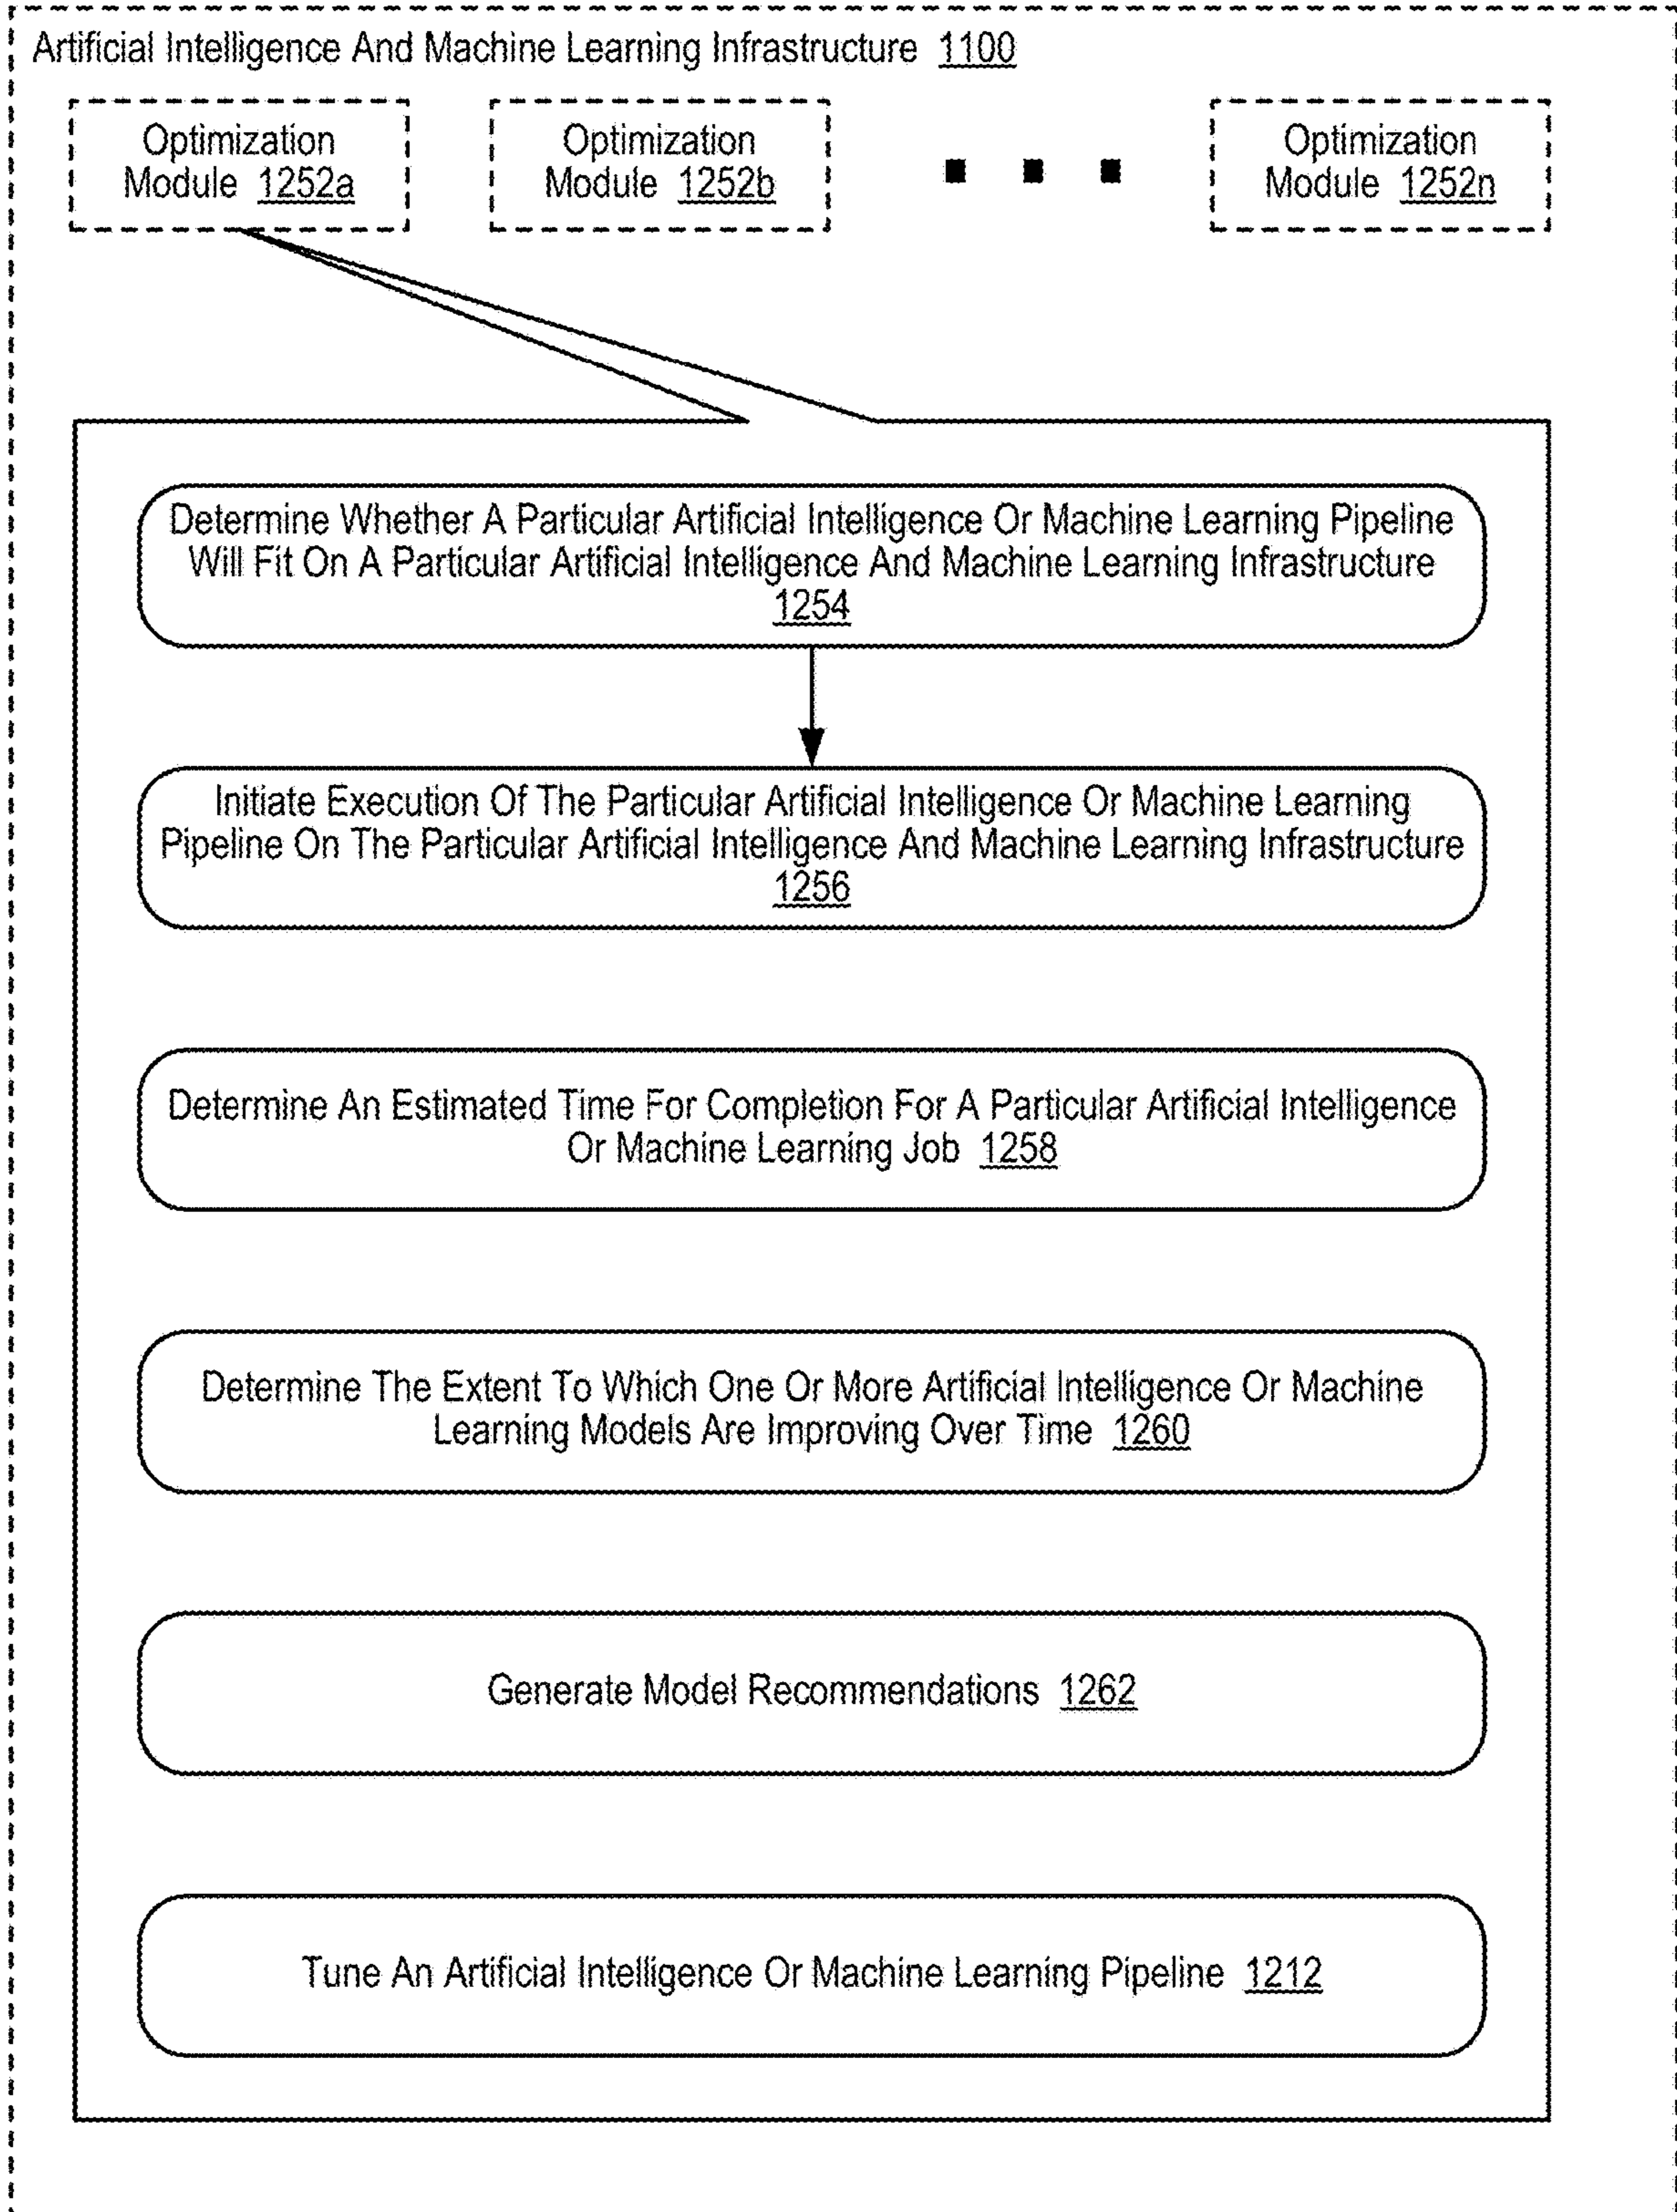 Artificial Intelligence And Machine Learning Infrastructure 1100
Optimization
Module 1252a
Optimization
Module 1252b
Optimization
Module 1252n
Determine Whether A Particular Artificial Intelligence Or Machine Learning Pipeline
Will Fit On A Particular Artificial Intelligence And Machine Learning Infrastructure
1254
Initiate Execution Of The Particular Artificial Intelligence Or Machine Learning
Pipeline On The Particular Artificial Intelligence And Machine Learning Infrastructure
1256
Determine An Estimated Time For Completion For A Particular Artificial Intelligence
Or Machine Learning Job 1258
Determine The Extent To Which One Or More Artificial Intelligence Or Machine
Learning Models Are Improving Over Time 1260
Generate Model Recommendations 1262
Tune An Artificial Intelligence Or Machine Learning Pipeline 1212